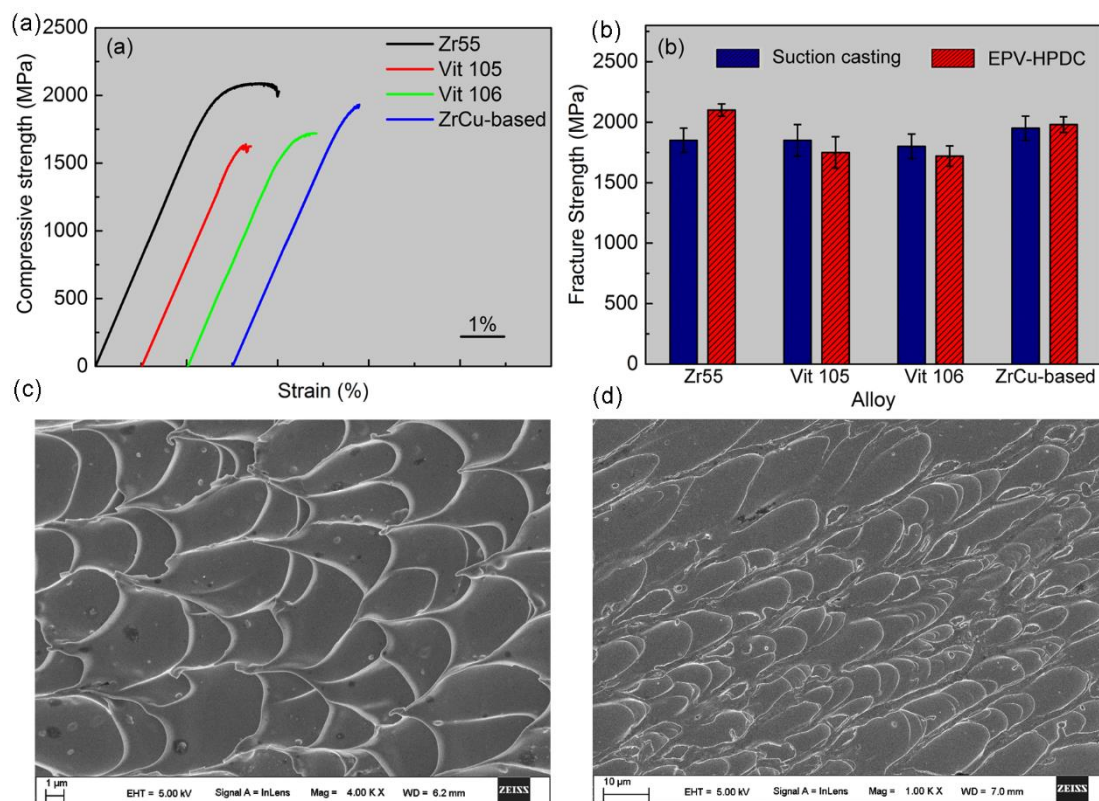 (a)
(a)
Zr55
Vit 105
Vit 106
ZrCu-based
Compressive strength (MPa)
2000
1500
1000
500
0
1%
Strain (%)
(b)
(b)
Suction casting
EPV-HPDC
Fracture Strength (MPa)
2500
2000
1500
1000
500
0
Zr55 Vit 105 Vit 106 ZrCu-based
Alloy
(c)
1 µm
EHT = 5.00 kV Signal A = InLens Mag = 4.00 K X WD = 6.2 mm
ZEISS
(d)
10 µm
EHT = 5.00 kV Signal A = InLens Mag = 1.00 K X WD = 7.0 mm
ZEISS